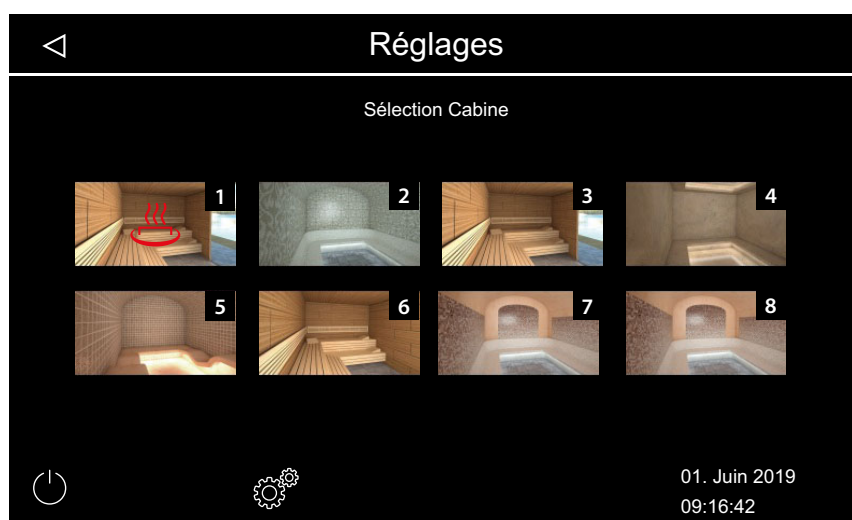 Réglages
Sélection Cabine
1 2 3 4
5 6 7 8
01. Juin 2019
09:16:42